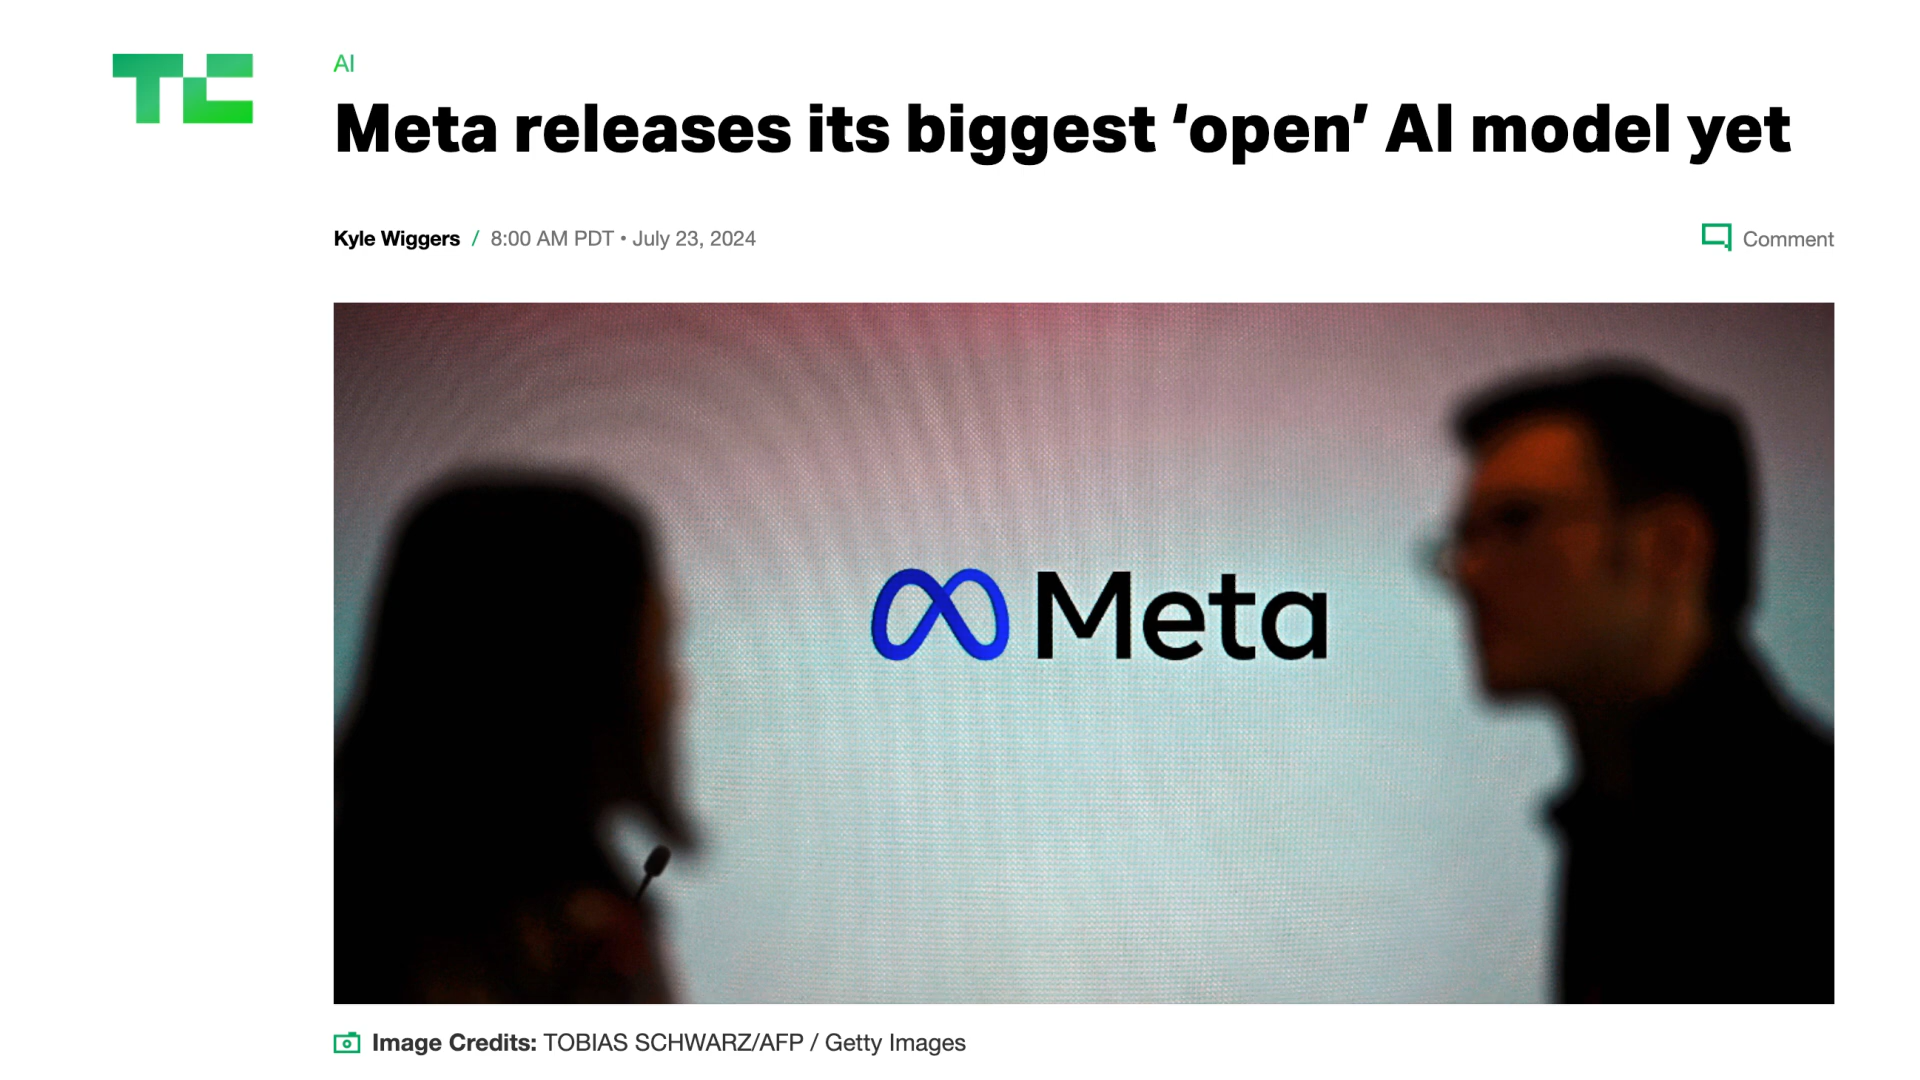 TC
AI
Meta releases its biggest ‘open’ AI model yet
Kyle Wiggers / 8:00 AM PDT • July 23, 2024
Comment
Meta
Image Credits: TOBIAS SCHWARZ/AFP / Getty Images